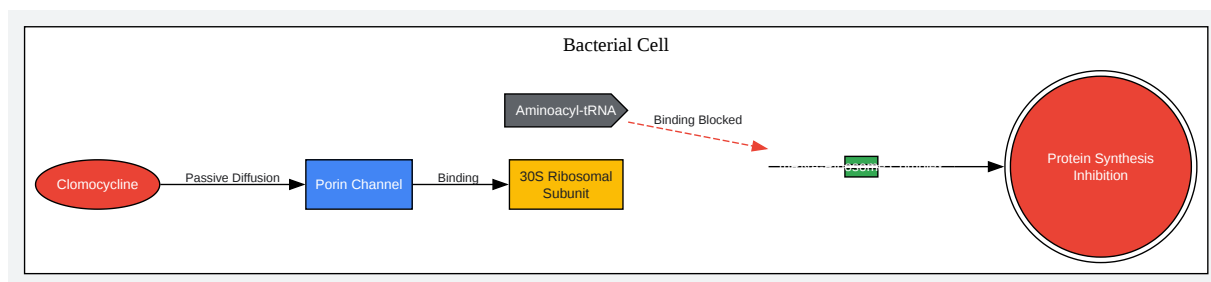 Bacterial Cell
Aminoacyl-tRNA
Binding Blocked
Clomocycline
Passive Diffusion
Porin Channel
Binding
30S Ribosomal
Subunit
Protein Synthesis
Inhibition